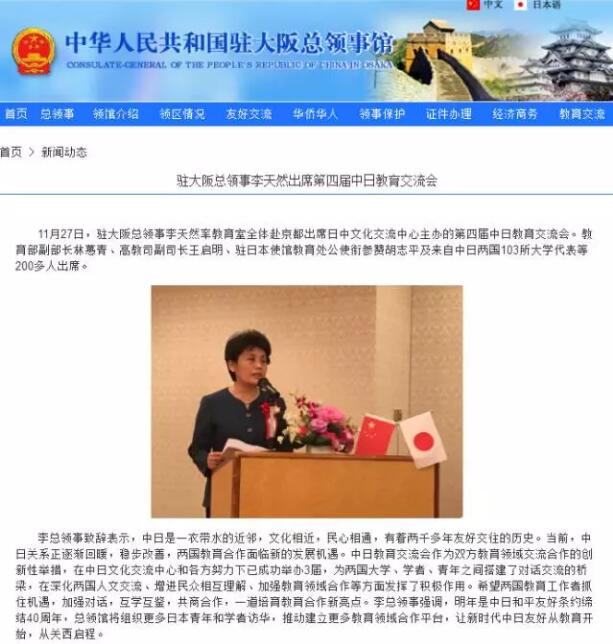 中文 日本语
中华人民共和国驻大阪总领事馆
CONSULATE-GENERAL OF THE PEOPLE'S REPUBLIC OF CHINA IN OSAKA
首页 总领事 领馆介绍 领区情况 友好交流 华侨华人 领事保护 证件办理 经济商务 教育交流
首页 > 新闻动态
驻大阪总领事李天然出席第四届中日教育交流会
11月27日，驻大阪总领事李天然率教育室全体赴京都出席日中文化交流中心主办的第四届中日教育交流会。教
育部副部长林蕙青、高教司副司长王启明、驻日本使馆教育处公使衔参赞胡志平及来自中日两国103所大学代表等
200多人出席。
李总领事致辞表示，中日是一衣带水的近邻，文化相近，民心相通，有着两千多年友好交往的历史。当前，中
日关系正逐渐回暖，稳步改善，两国教育合作面临新的发展机遇。中日教育交流会作为双方教育领域交流合作的创
新性举措，在中日文化交流中心和各方努力下已成功举办3届，为两国大学、学者、青年之间搭建了对话交流的桥
梁，在深化两国人文交流、增进民众相互理解、加强教育领域合作等方面发挥了积极作用。希望两国教育工作者抓
住机遇，加强对话，互学互鉴，共商合作，一道培育教育合作新亮点。李总领事强调，明年是中日和平友好条约缔
结40周年，总领馆将组织更多日本青年和学者访华，推动建立更多教育领域合作平台，让新时代中日友好从教育开
始，从关西启程。